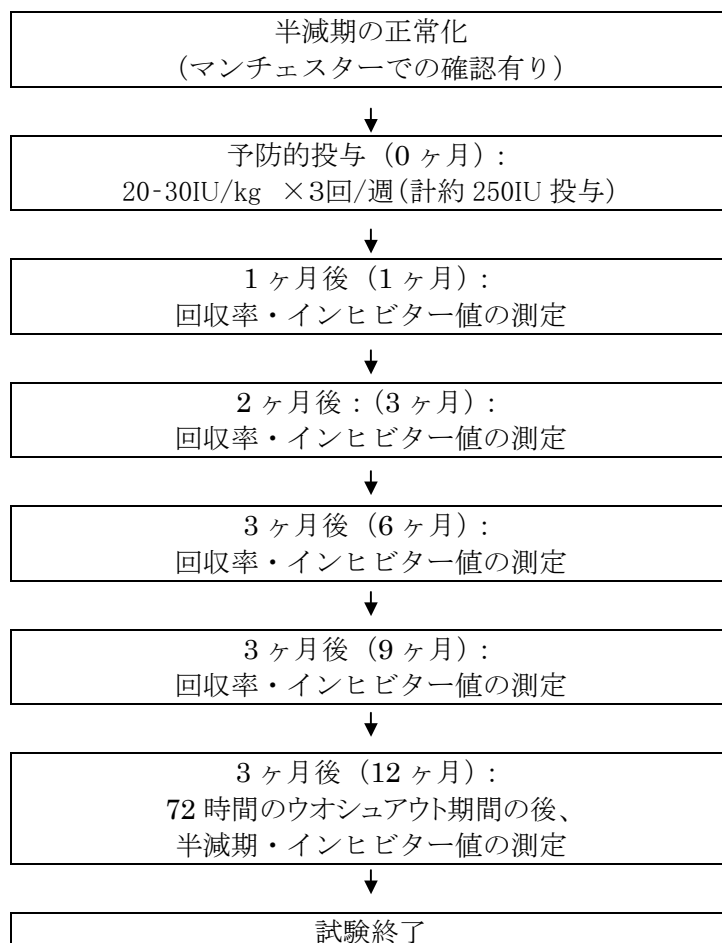 半減期の正常化
(マンチェスターでの確認有り)
予防的投与（0 ヶ月）:
20-30IU/kg ×3回/週(計約 250IU 投与)
1 ヶ月後（1 ヶ月）:
回収率・インヒビター値の測定
2 ヶ月後 : (3 ヶ月) :
回収率・インヒビター値の測定
3 ヶ月後（6 ヶ月）:
回収率・インヒビター値の測定
3 ヶ月後（9 ヶ月）:
回収率・インヒビター値の測定
3 ヶ月後（12 ヶ月）:
72 時間のウオシュアウト期間の後、
半減期・インヒビター値の測定
試験終了